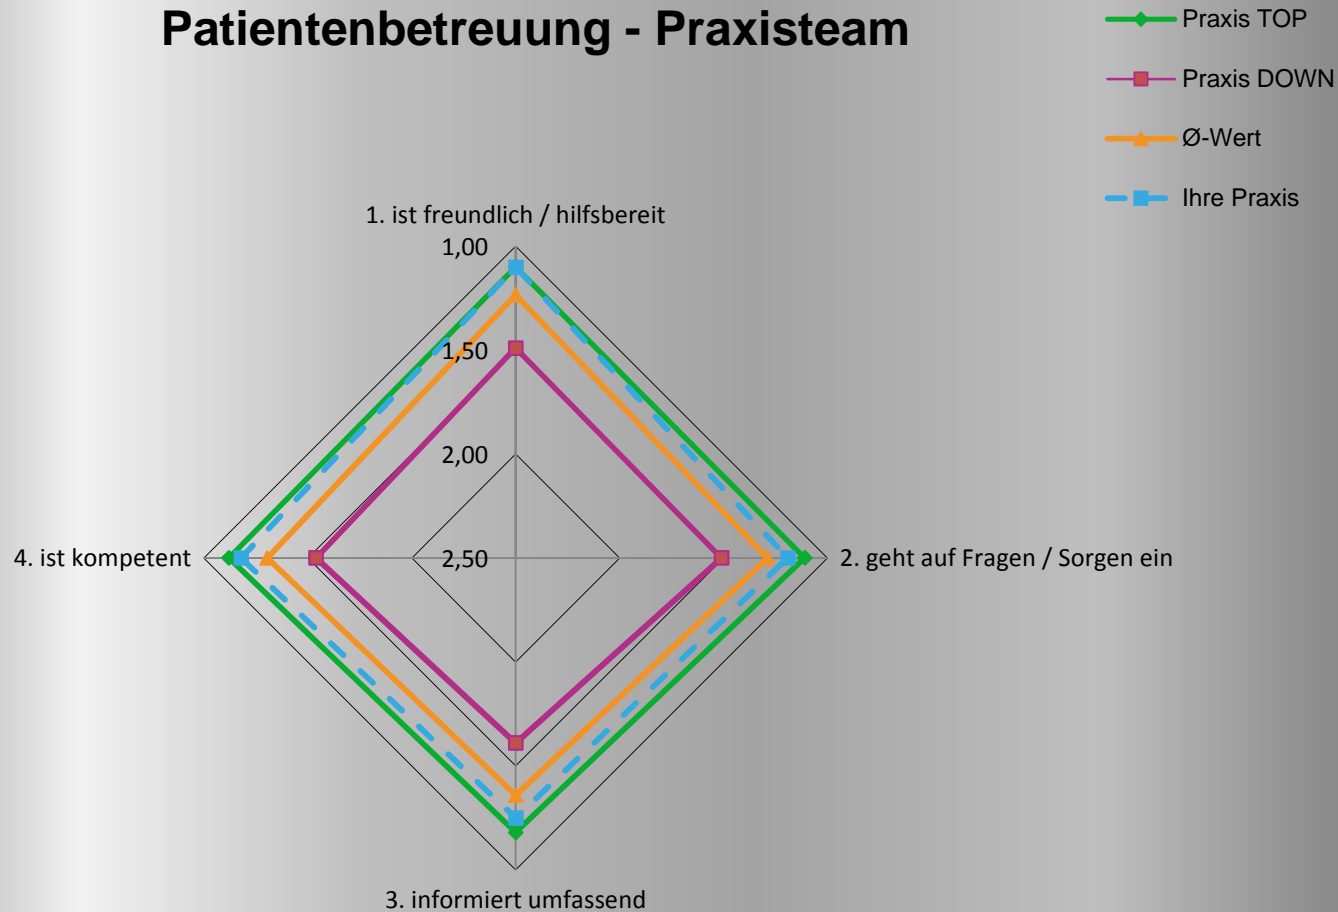 Patientenbetreuung - Praxisteam
Praxis TOP
Praxis DOWN
Ø-Wert
Ihre Praxis
1. ist freundlich / hilfsbereit
1,00
1,50
2,00
2,50
4. ist kompetent
2. geht auf Fragen / Sorgen ein
3. informiert umfassend